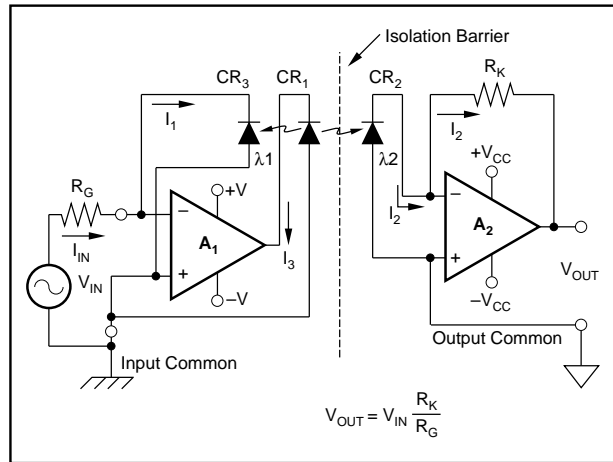 Isolation Barrier
CR3 CR1 CR2 RK
I1 I2
λ1 λ2
+VCC
RG +V
− −
I2
A1 A2
IIN I3
+ +
VIN VOUT
−V −VCC
Input Common Output Common
VOUT = VIN RK
RG